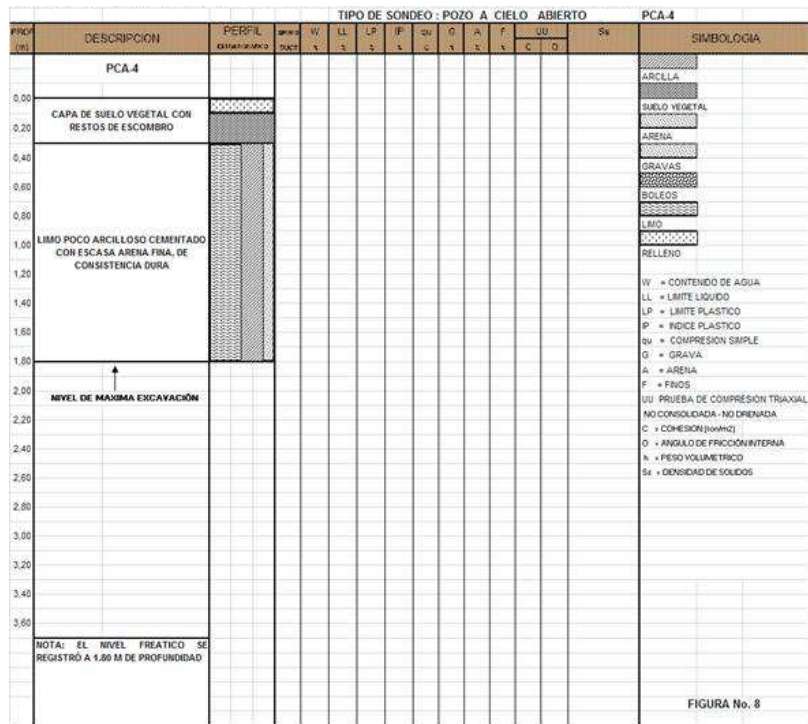 TIPO DE SONDEO : POZO A CIELO ABIERTO PCA-4
PROF DESCRIPCION PERFIL W LL LP IP qu G A F UU Ss SIMBOLOGIA
(m) ESTRATIGRAFICO SUCS % % % % % % C O
PCA-4
ARCILLA
0,00
SUELO VEGETAL
CAPA DE SUELO VEGETAL CON
RESTOS DE ESCOMBRO
0,20
ARENA
0,40
GRAVAS
0,60
BOLEOS
0,80
LIMO
LIMO POCO ARCILLOSO CEMENTADO
CON ESCASA ARENA FINA, DE
CONSISTENCIA DURA
1,00
RELLENO
1,20
W = CONTENIDO DE AGUA
LL = LIMITE LIQUIDO
1,40
LP = LIMITE PLASTICO
IP = INDICE PLASTICO
1,60
qu = COMPRESION SIMPLE
G = GRAVA
1,80
A = ARENA
F = FINOS
2,00
NIVEL DE MAXIMA EXCAVACIÓN
UU PRUEBA DE COMPRESION TRIAXIAL
NO CONSOLIDADA - NO DRENADA
2,20
C = COHESION (ton/m2)
O = ANGULO DE FRICCIÓN INTERNA
2,40
h = PESO VOLUMETRICO
Ss = DENSIDAD DE SOLIDOS
2,60
2,80
3,00
3,20
3,40
3,60
NOTA: EL NIVEL FREATICO SE
REGISTRÓ A 1.80 M DE PROFUNDIDAD
FIGURA No. 8